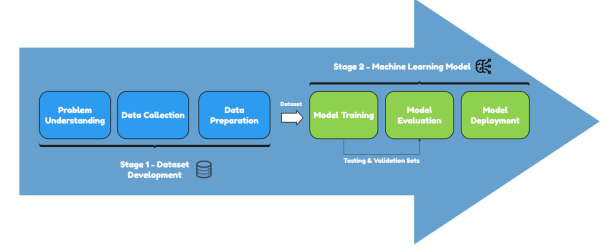 Stage 2 - Machine Learning Model
Problem
Understanding
Data Collection
Data
Preparation
Dataset
Model Training
Model
Evaluation
Model
Deployment
Testing & Validation Sets
Stage 1 - Dataset
Development